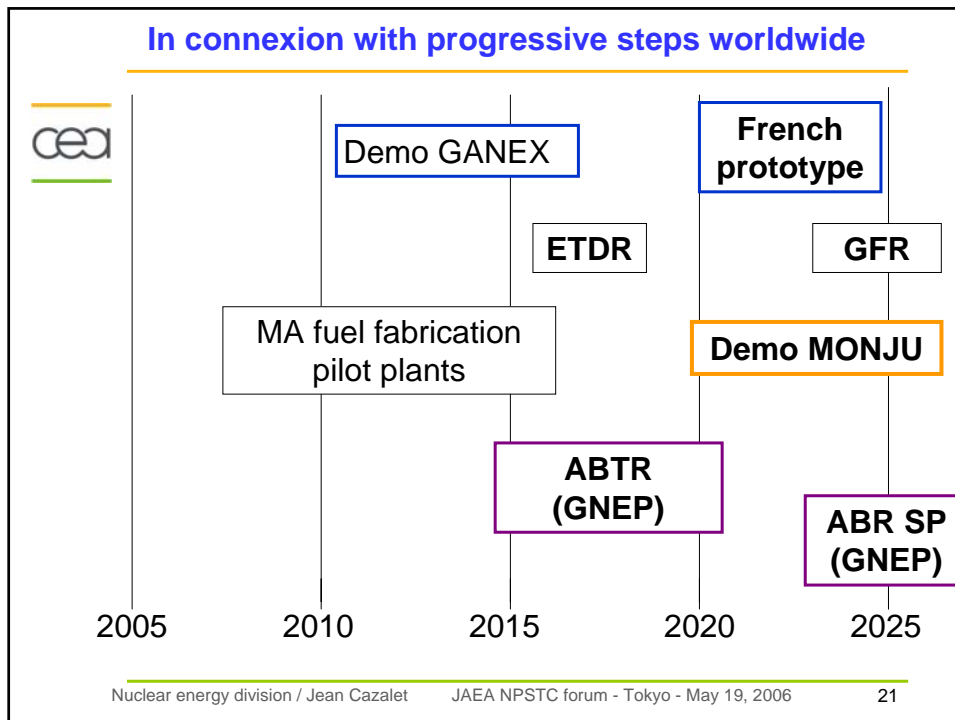 In connexion with progressive steps worldwide
cea
Demo GANEX
French
prototype
ETDR
GFR
MA fuel fabrication
pilot plants
Demo MONJU
ABTR
(GNEP)
ABR SP
(GNEP)
2005 2010 2015 2020 2025
Nuclear energy division / Jean Cazalet JAEA NPSTC forum - Tokyo - May 19, 2006 21